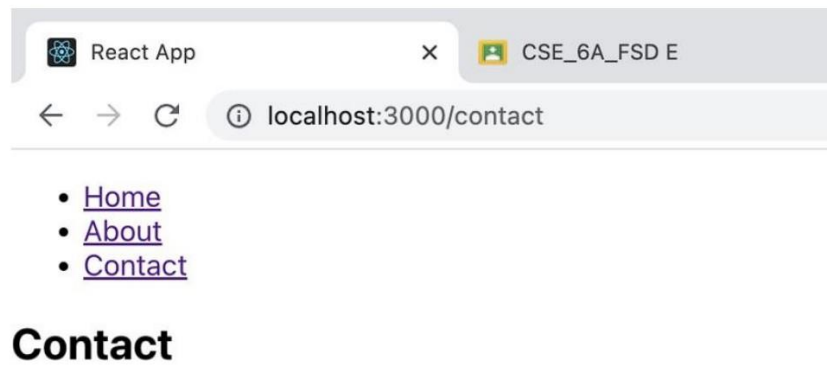 React App
CSE_6A_FSD E
localhost:3000/contact
Home
About
Contact
Contact